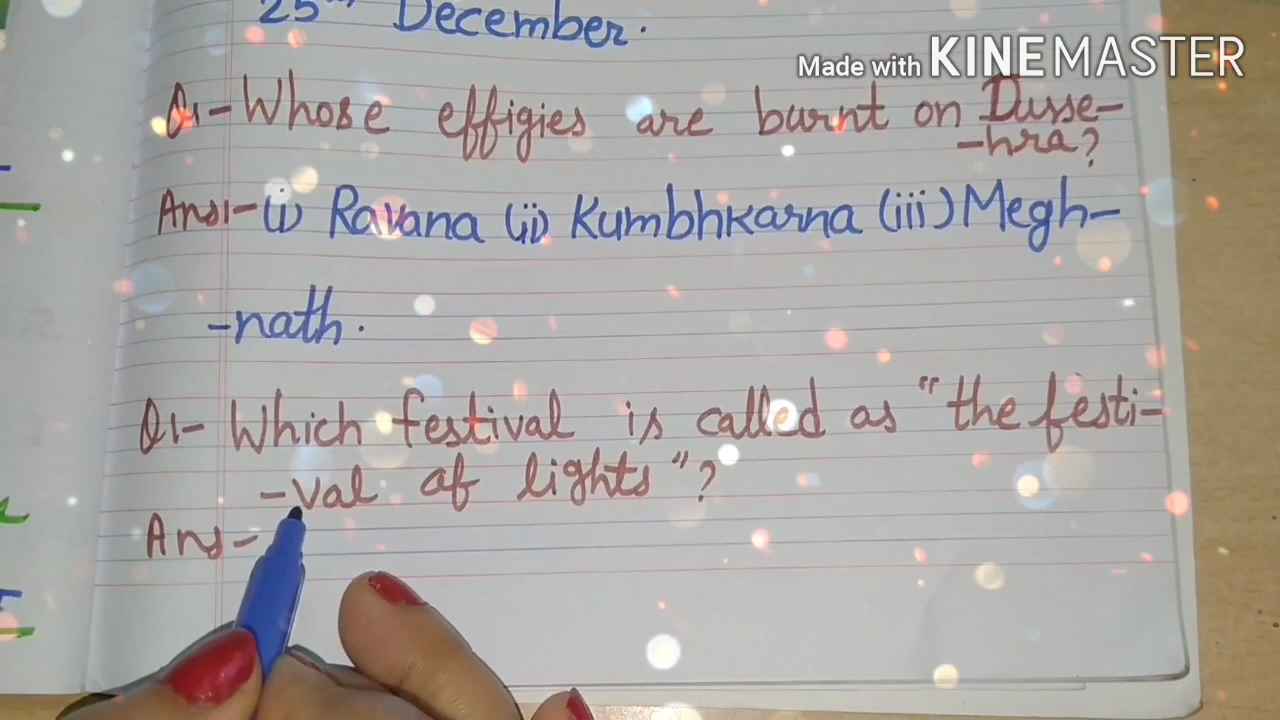 25th December.
Made with KINEMASTER
Q1- Whose effigies are burnt on Dusse-
-hra?
Ans1- (i) Ravana (ii) Kumbhkarna (iii) Megh-
-nath.
Q1- Which festival is called as "the festi-
-val of lights"?
Ans-